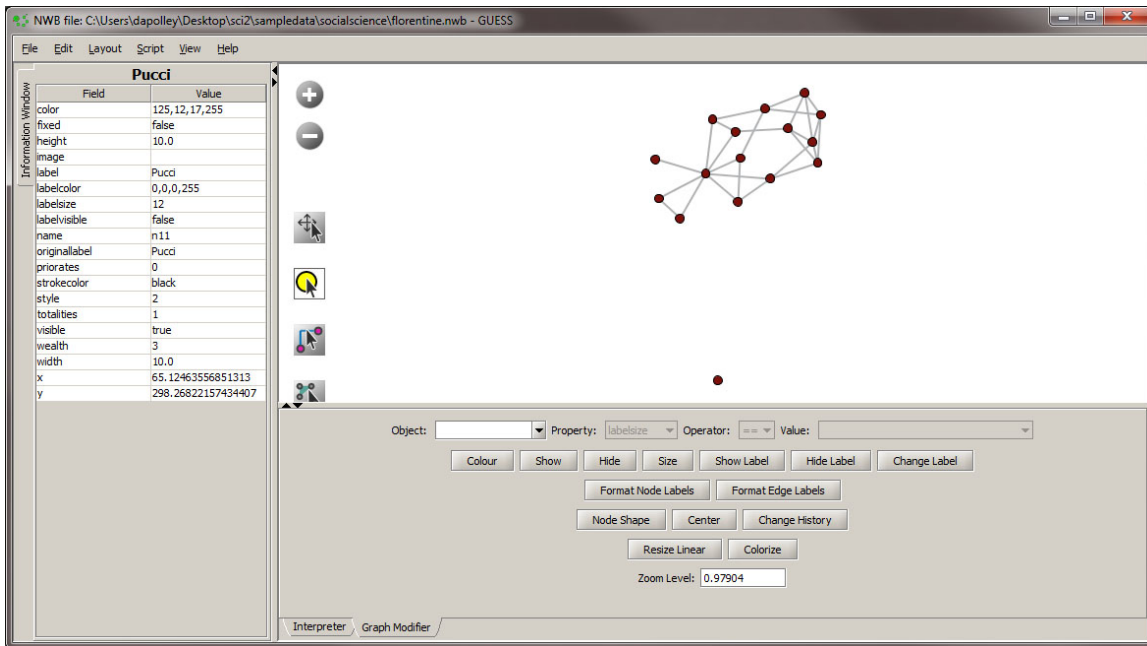 NWB file: C:\Users\dapolley\Desktop\sci2\sampledata\socialscience\florentine.nwb - GUESS
File Edit Layout Script View Help
Information Window
Pucci
Field Value
color 125,12,17,255
fixed false
height 10.0
image
label Pucci
labelcolor 0,0,0,255
labelsize 12
labelvisible false
name n11
originallabel Pucci
priorates 0
strokecolor black
style 2
totalities 1
visible true
wealth 3
width 10.0
x 65.12463556851313
y 298.26822157434407
Object: Property: labelsize Operator: == Value:
Colour Show Hide Size Show Label Hide Label Change Label
Format Node Labels Format Edge Labels
Node Shape Center Change History
Resize Linear Colorize
Zoom Level: 0.97904
Interpreter Graph Modifier